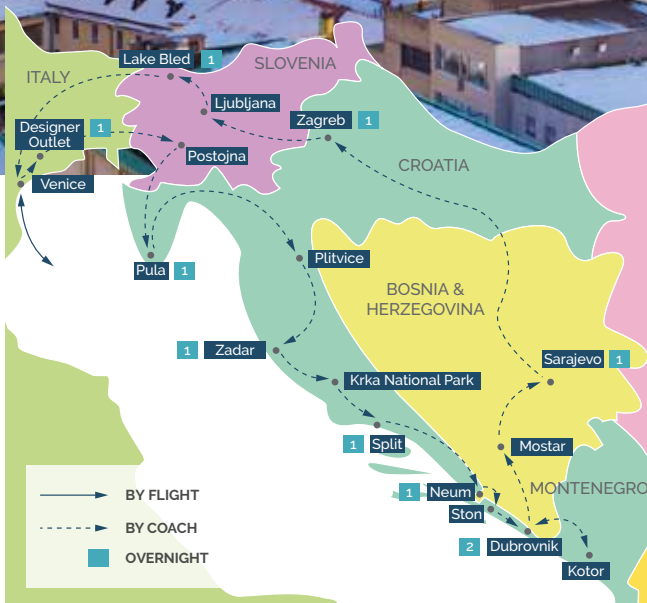 Lake Bled 1
SLOVENIA
ITALY
Ljubljana
Designer
Outlet
1
Zagreb 1
Postojna
CROATIA
Venice
Plitvice
Pula 1
BOSNIA &
HERZEGOVINA
1 Zadar
Sarajevo 1
Krka National Park
1 Split
Mostar
1 Neum
MONTENEGRO
Ston
2 Dubrovnik
Kotor
BY FLIGHT
BY COACH
OVERNIGHT